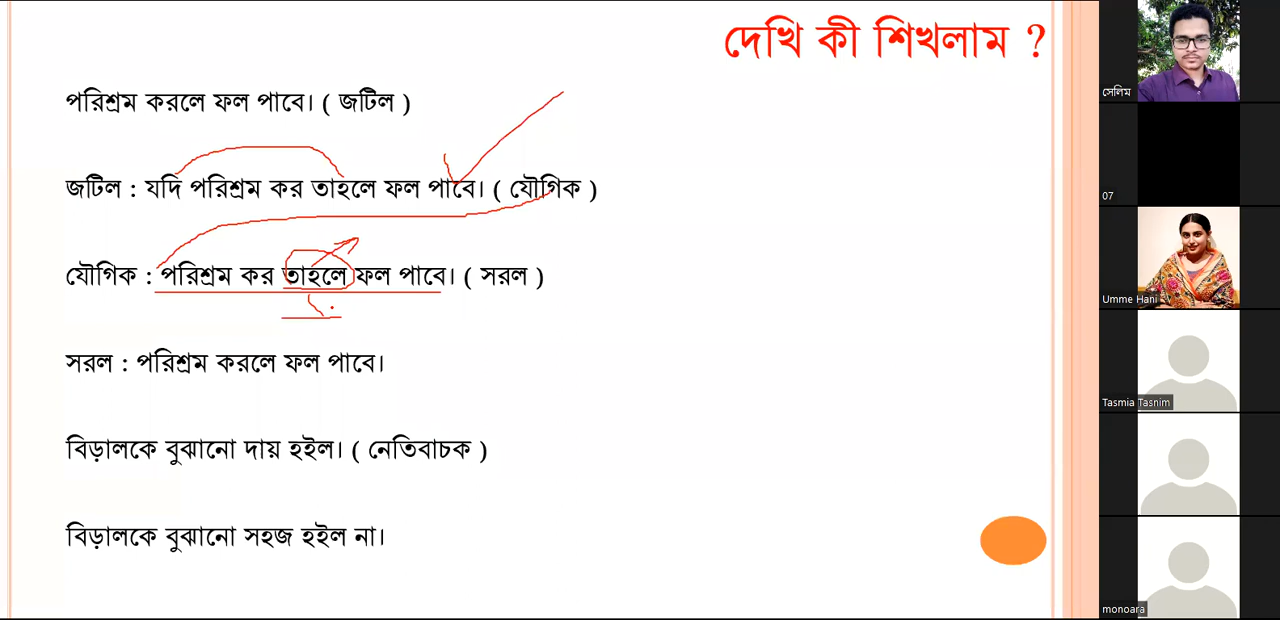 দেখি কী শিখলাম ?
পরিশ্রম করলে ফল পাবে। ( জটিল )
জটিল : যদি পরিশ্রম কর তাহলে ফল পাবে। ( যৌগিক )
যৌগিক : পরিশ্রম কর তাহলে ফল পাবে। ( সরল )
সরল : পরিশ্রম করলে ফল পাবে।
বিড়ালকে বুঝানো দায় হইল। ( নেতিবাচক )
বিড়ালকে বুঝানো সহজ হইল না।
সেলিম
07
Umme Hani
Tasmia Tasnim
monoara